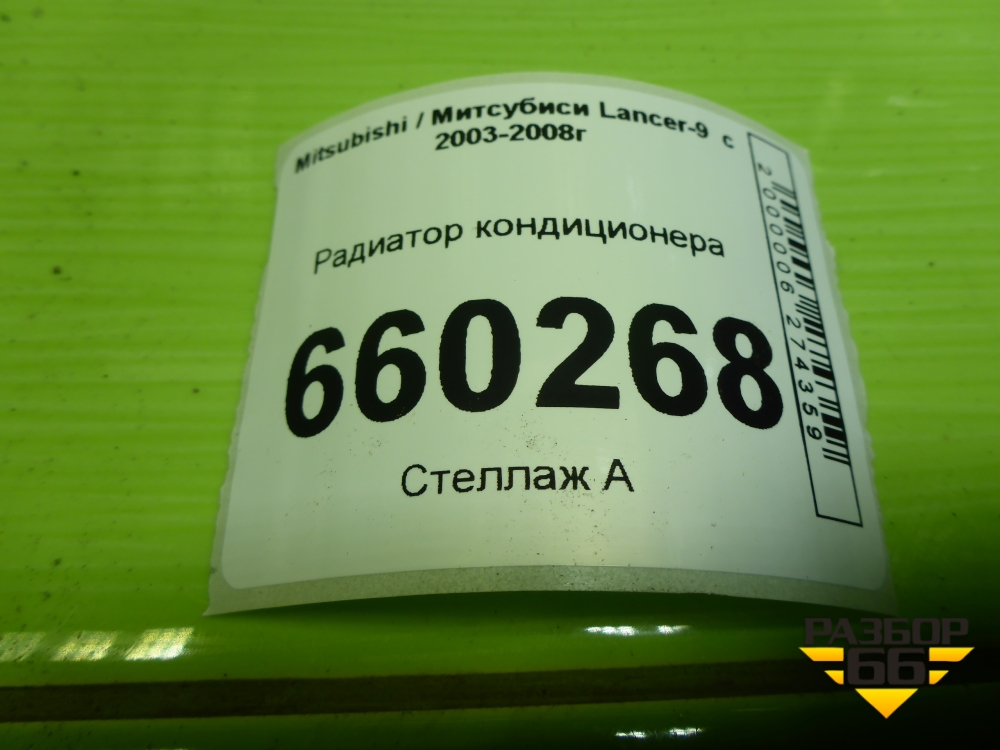 Mitsubishi / Митсубиси Lancer-9 с
2003-2008г
Радиатор кондиционера
660268
Стеллаж А
2000006274359
РАЗБОР
66